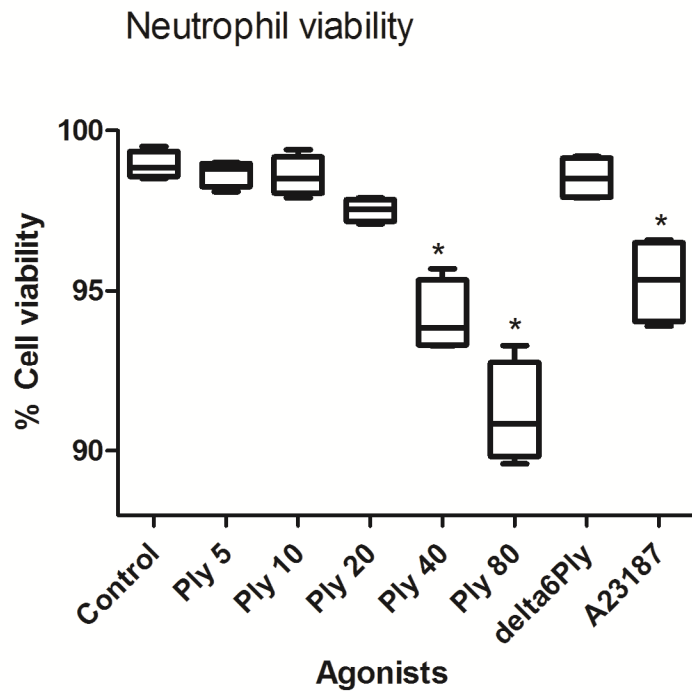 Neutrophil viability
100
95
90
% Cell viability
*
*
*
Control
Ply 5
Ply 10
Ply 20
Ply 40
Ply 80
delta6Ply
A23187
Agonists